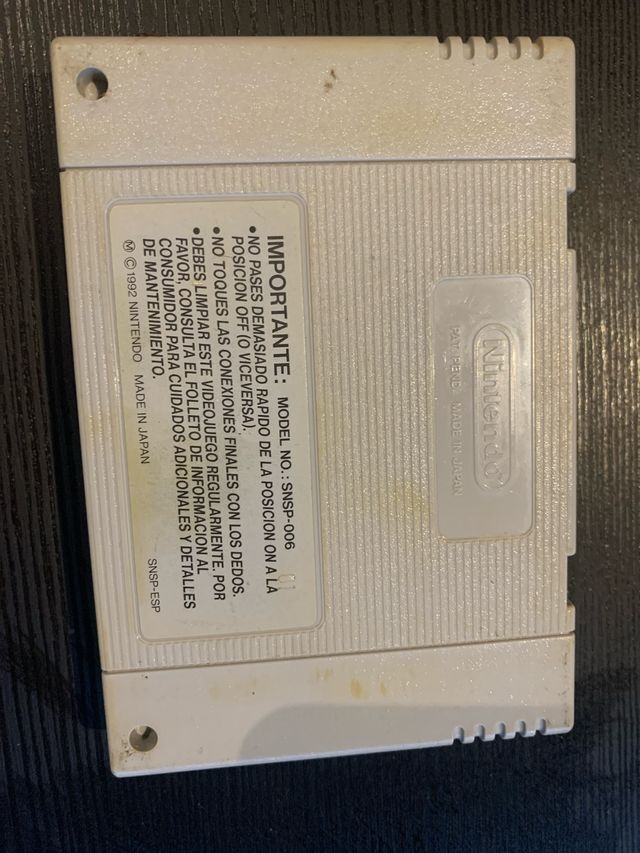 Nintendo®
PAT. PEND. MADE IN JAPAN
IMPORTANTE: MODEL NO.: SNSP-006
• NO PASES DEMASIADO RAPIDO DE LA POSICION ON A LA
POSICION OFF (O VICEVERSA).
• NO TOQUES LAS CONEXIONES FINALES CON LOS DEDOS.
• DEBES LIMPIAR ESTE VIDEOJUEGO REGULARMENTE. POR
FAVOR, CONSULTA EL FOLLETO DE INFORMACION AL
CONSUMIDOR PARA CUIDADOS ADICIONALES Y DETALLES
DE MANTENIMIENTO.
Ⓜ © 1992 NINTENDO MADE IN JAPAN
SNSP-ESP